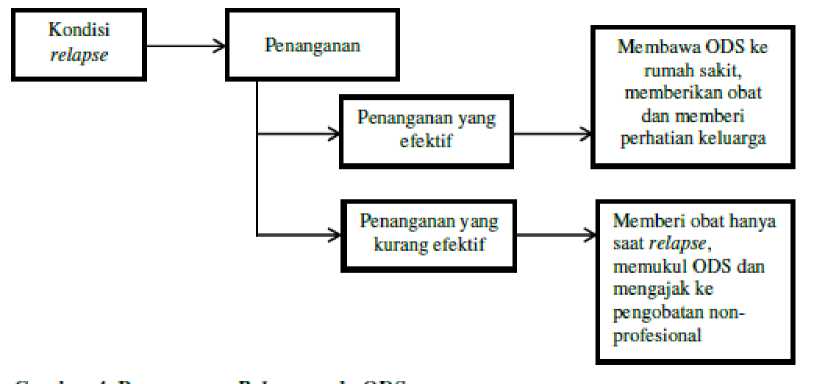 Kondisi
relapse
Penanganan
Membawa ODS ke
rumah sakit,
memberikan obat
dan memberi
perhatian keluarga
Penanganan yang
efektif
Penanganan yang
kurang efektif
Memberi obat hanya
saat relapse,
memukul ODS dan
mengajak ke
pengobatan non-
profesional